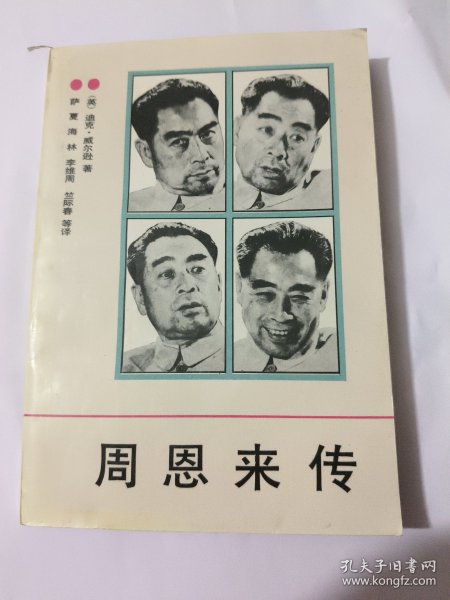 (英)迪克·威尔逊 著
萨夏 海林 李维周 竺际春 等译
周恩来传
孔夫子旧书网
www.kongfz.com